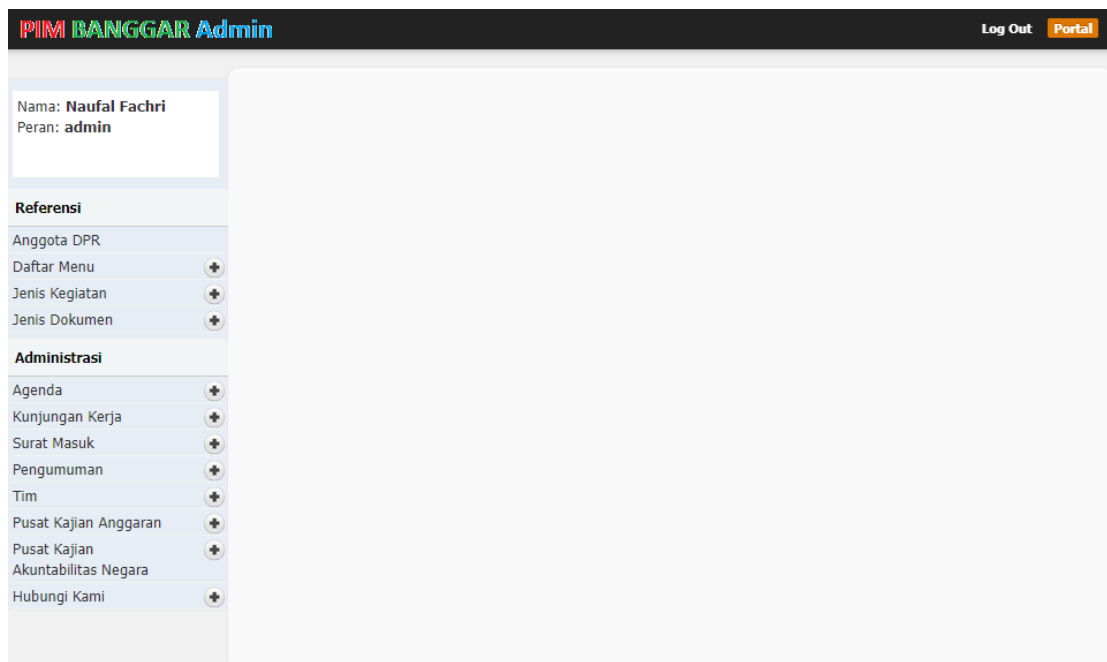 PIM BANGGAR Admin
Log Out
Portal
Nama: Naufal Fachri
Peran: admin
Referensi
Anggota DPR
Daftar Menu
Jenis Kegiatan
Jenis Dokumen
Administrasi
Agenda
Kunjungan Kerja
Surat Masuk
Pengumuman
Tim
Pusat Kajian Anggaran
Pusat Kajian
Akuntabilitas Negara
Hubungi Kami